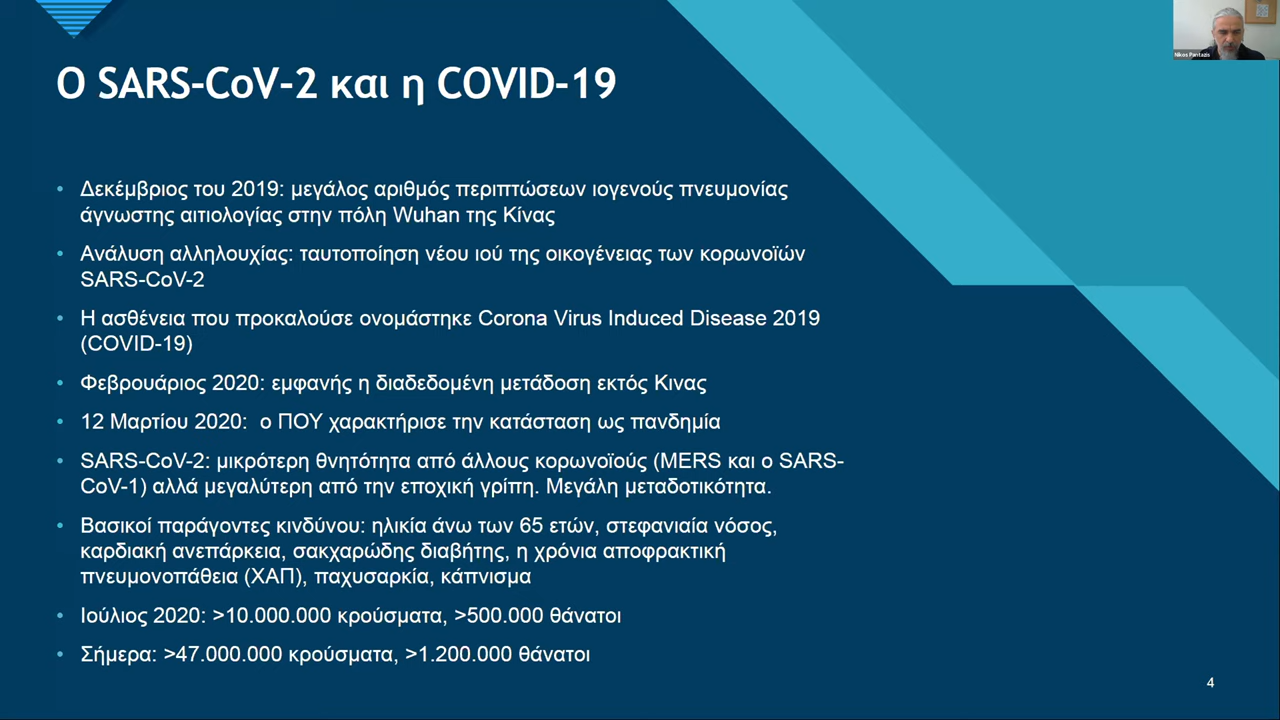 Ο SARS-CoV-2 και η COVID-19
• Δεκέμβριος του 2019: μεγάλος αριθμός περιπτώσεων ιογενούς πνευμονίας
άγνωστης αιτιολογίας στην πόλη Wuhan της Κίνας
• Ανάλυση αλληλουχίας: ταυτοποίηση νέου ιού της οικογένειας των κορωνοϊών
SARS-CoV-2
• Η ασθένεια που προκαλούσε ονομάστηκε Corona Virus Induced Disease 2019
(COVID-19)
• Φεβρουάριος 2020: εμφανής η διαδεδομένη μετάδοση εκτός Κινας
• 12 Μαρτίου 2020:  ο ΠΟΥ χαρακτήρισε την κατάσταση ως πανδημία
• SARS-CoV-2: μικρότερη θνητότητα από άλλους κορωνοϊούς (MERS και ο SARS-
CoV-1) αλλά μεγαλύτερη από την εποχική γρίπη. Μεγάλη μεταδοτικότητα.
• Βασικοί παράγοντες κινδύνου: ηλικία άνω των 65 ετών, στεφανιαία νόσος,
καρδιακή ανεπάρκεια, σακχαρώδης διαβήτης, η χρόνια αποφρακτική
πνευμονοπάθεια (ΧΑΠ), παχυσαρκία, κάπνισμα
• Ιούλιος 2020: >10.000.000 κρούσματα, >500.000 θάνατοι
• Σήμερα: >47.000.000 κρούσματα, >1.200.000 θάνατοι
4
Nikos Pantazis